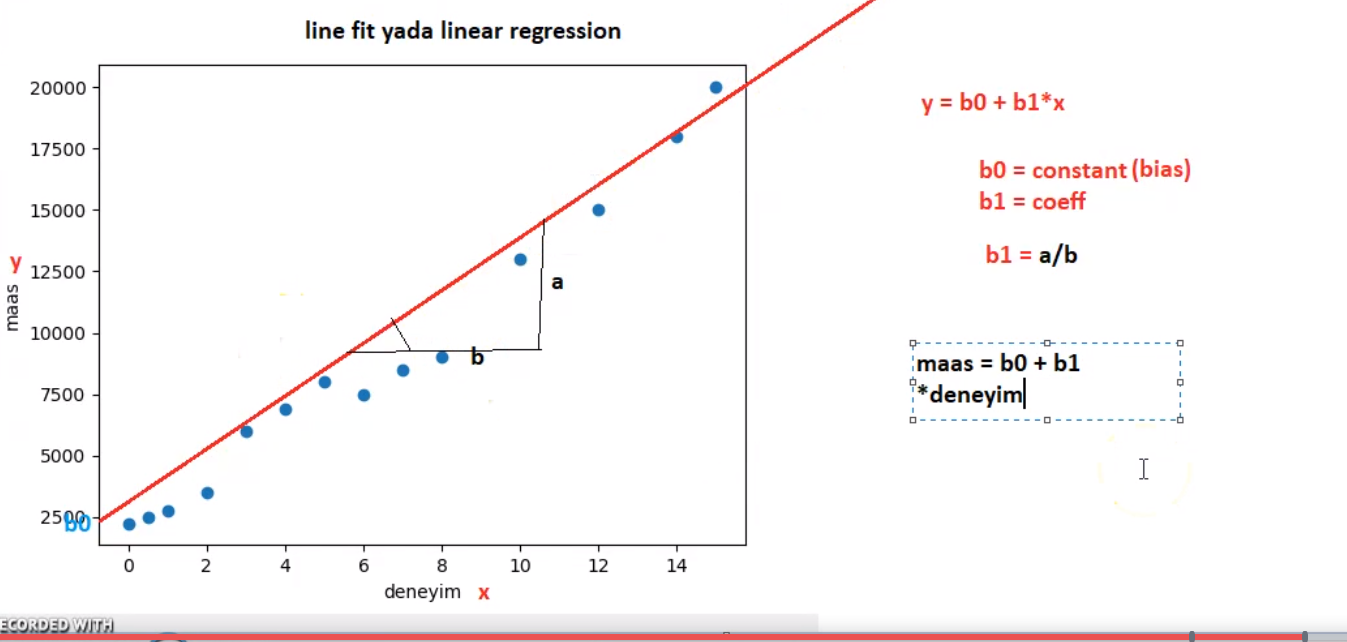 line fit yada linear regression
20000
17500
15000
12500
10000
7500
5000
2500
b0
y
maas
a
b
0 2 4 6 8 10 12 14
deneyim x
y = b0 + b1*x
b0 = constant (bias)
b1 = coeff
b1 = a/b
maas = b0 + b1
*deneyim
ECORDED WITH